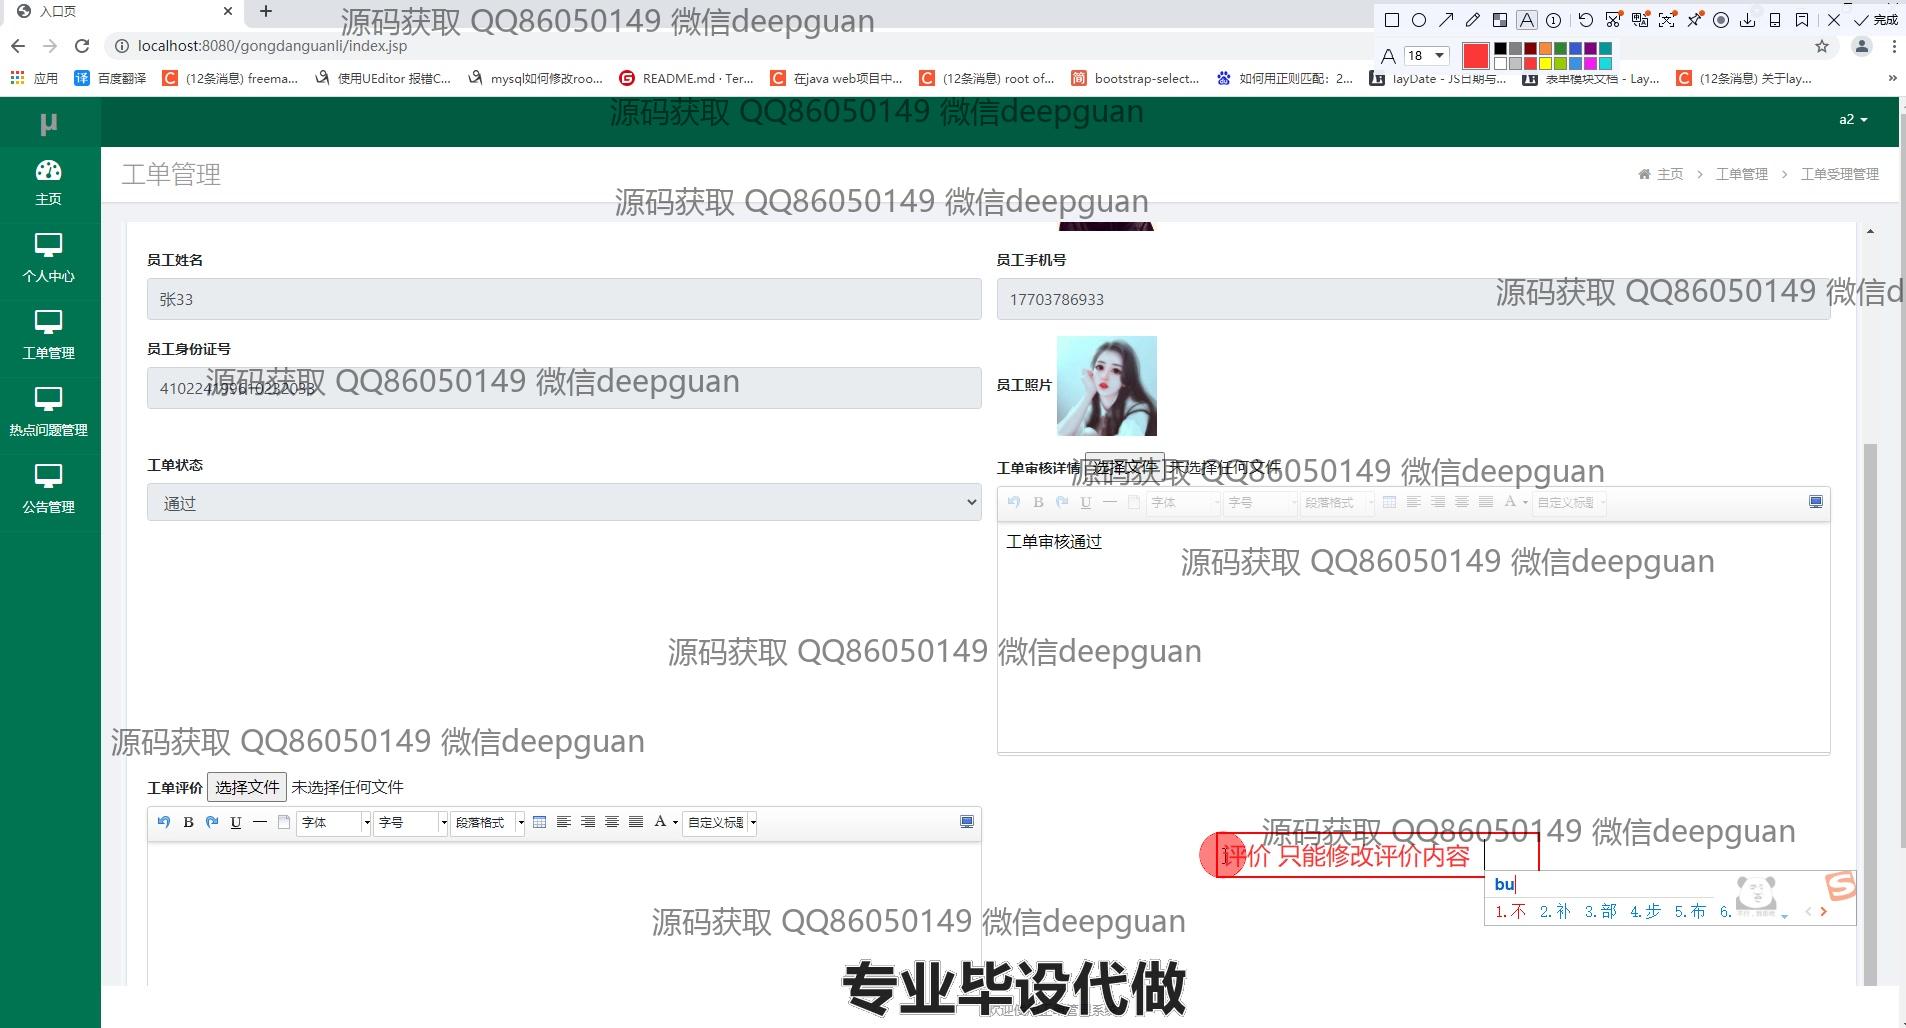 入口页
源码获取 QQ86050149 微信deepguan
完成
localhost:8080/gongdanguanli/index.jsp
18
应用
百度翻译
(12条消息) freema...
使用UEditor 报错C...
mysql如何修改roo...
README.md · Ter...
在java web项目中...
(12条消息) root of...
bootstrap-select...
如何用正则匹配：2...
layDate - JS日期与...
表单模块文档 - Lay...
(12条消息) 关于lay...
源码获取 QQ86050149 微信deepguan
μ
a2
主页
个人中心
工单管理
热点问题管理
公告管理
工单管理
主页 > 工单管理 > 工单受理管理
源码获取 QQ86050149 微信deepguan
员工姓名
张33
员工手机号
17703786933
源码获取 QQ86050149 微信d
员工身份证号
源码获取 QQ86050149 微信deepguan
员工照片
工单状态
通过
工单审核详情 选择文件 未选择任何文件
源码获取 QQ86050149 微信deepguan
B U 字体 字号 段落格式 A 自定义标题
工单审核通过
源码获取 QQ86050149 微信deepguan
源码获取 QQ86050149 微信deepguan
源码获取 QQ86050149 微信deepguan
工单评价 选择文件 未选择任何文件
B U 字体 字号 段落格式 A 自定义标题
源码获取 QQ86050149 微信deepguan
评价 只能修改评价内容
bu
1.不 2.补 3.部 4.步 5.布 6.
源码获取 QQ86050149 微信deepguan
专业毕设代做